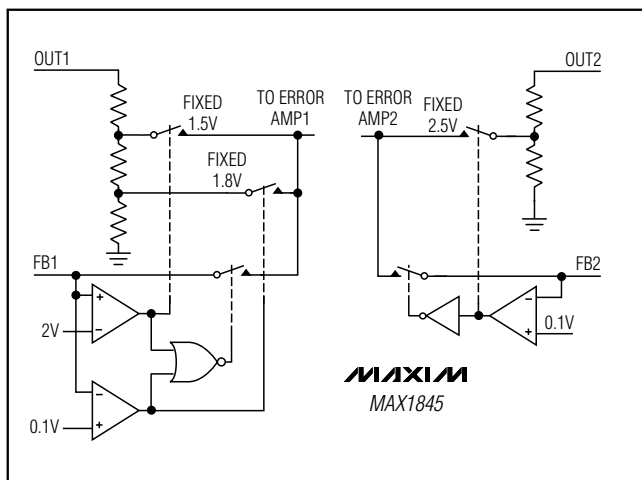 OUT1
OUT2
FIXED
1.5V
TO ERROR
AMP1
TO ERROR
AMP2
FIXED
2.5V
FIXED
1.8V
FB1
FB2
+
−
2V
−
+
0.1V
−
+
0.1V
MAXIM
MAX1845